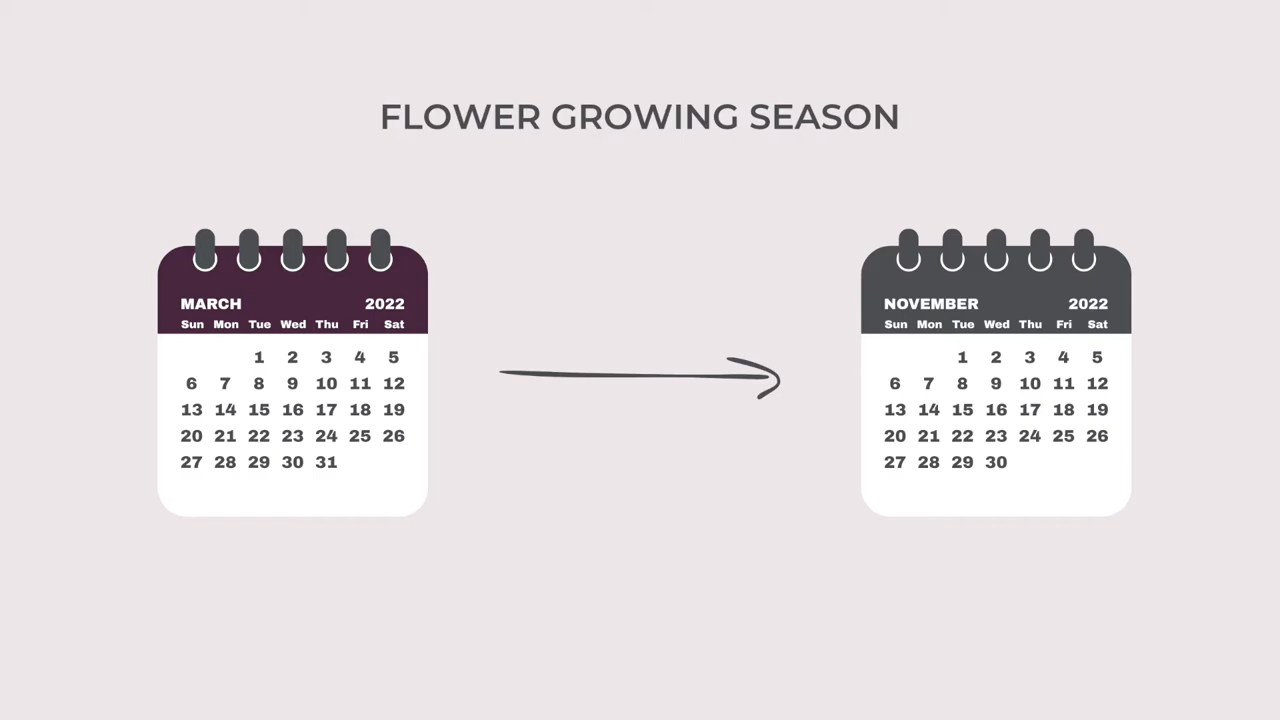 FLOWER GROWING SEASON
MARCH 2022
Sun Mon Tue Wed Thu Fri Sat
1 2 3 4 5
6 7 8 9 10 11 12
13 14 15 16 17 18 19
20 21 22 23 24 25 26
27 28 29 30 31
NOVEMBER 2022
Sun Mon Tue Wed Thu Fri Sat
1 2 3 4 5
6 7 8 9 10 11 12
13 14 15 16 17 18 19
20 21 22 23 24 25 26
27 28 29 30